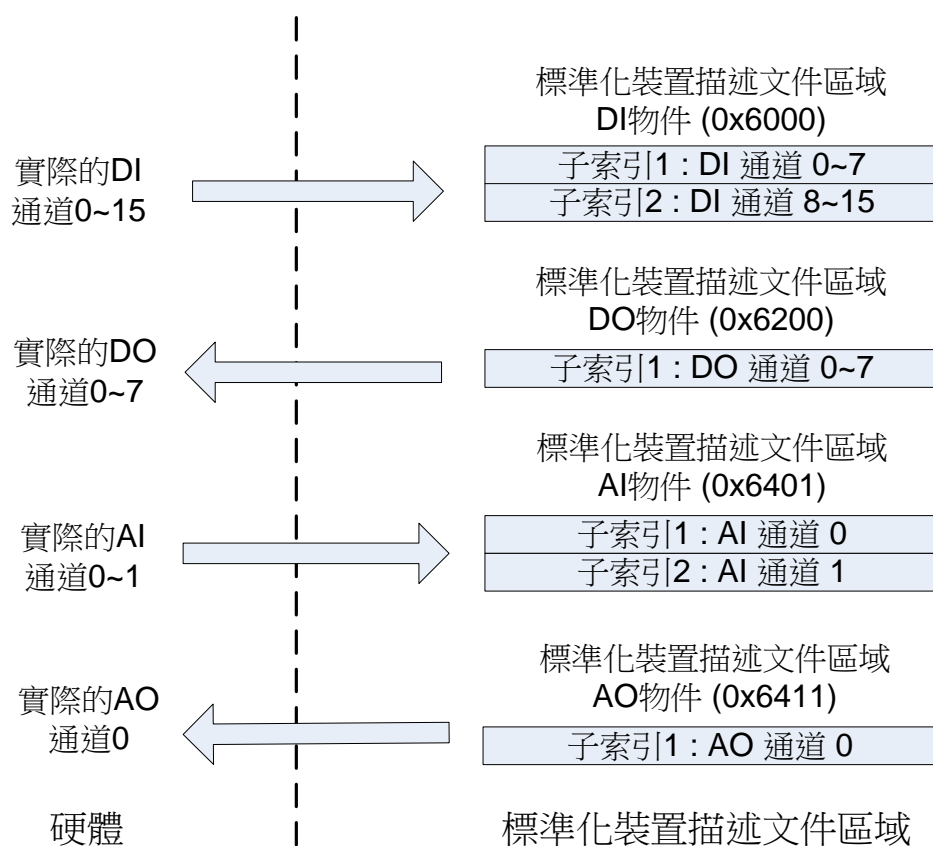 標準化裝置描述文件區域
DI物件 (0x6000)
實際的DI
通道0~15
子索引1 : DI 通道 0~7
子索引2 : DI 通道 8~15
標準化裝置描述文件區域
DO物件 (0x6200)
實際的DO
通道0~7
子索引1 : DO 通道 0~7
標準化裝置描述文件區域
AI物件 (0x6401)
實際的AI
通道0~1
子索引1 : AI 通道 0
子索引2 : AI 通道 1
標準化裝置描述文件區域
AO物件 (0x6411)
實際的AO
通道0
子索引1 : AO 通道 0
硬體
標準化裝置描述文件區域